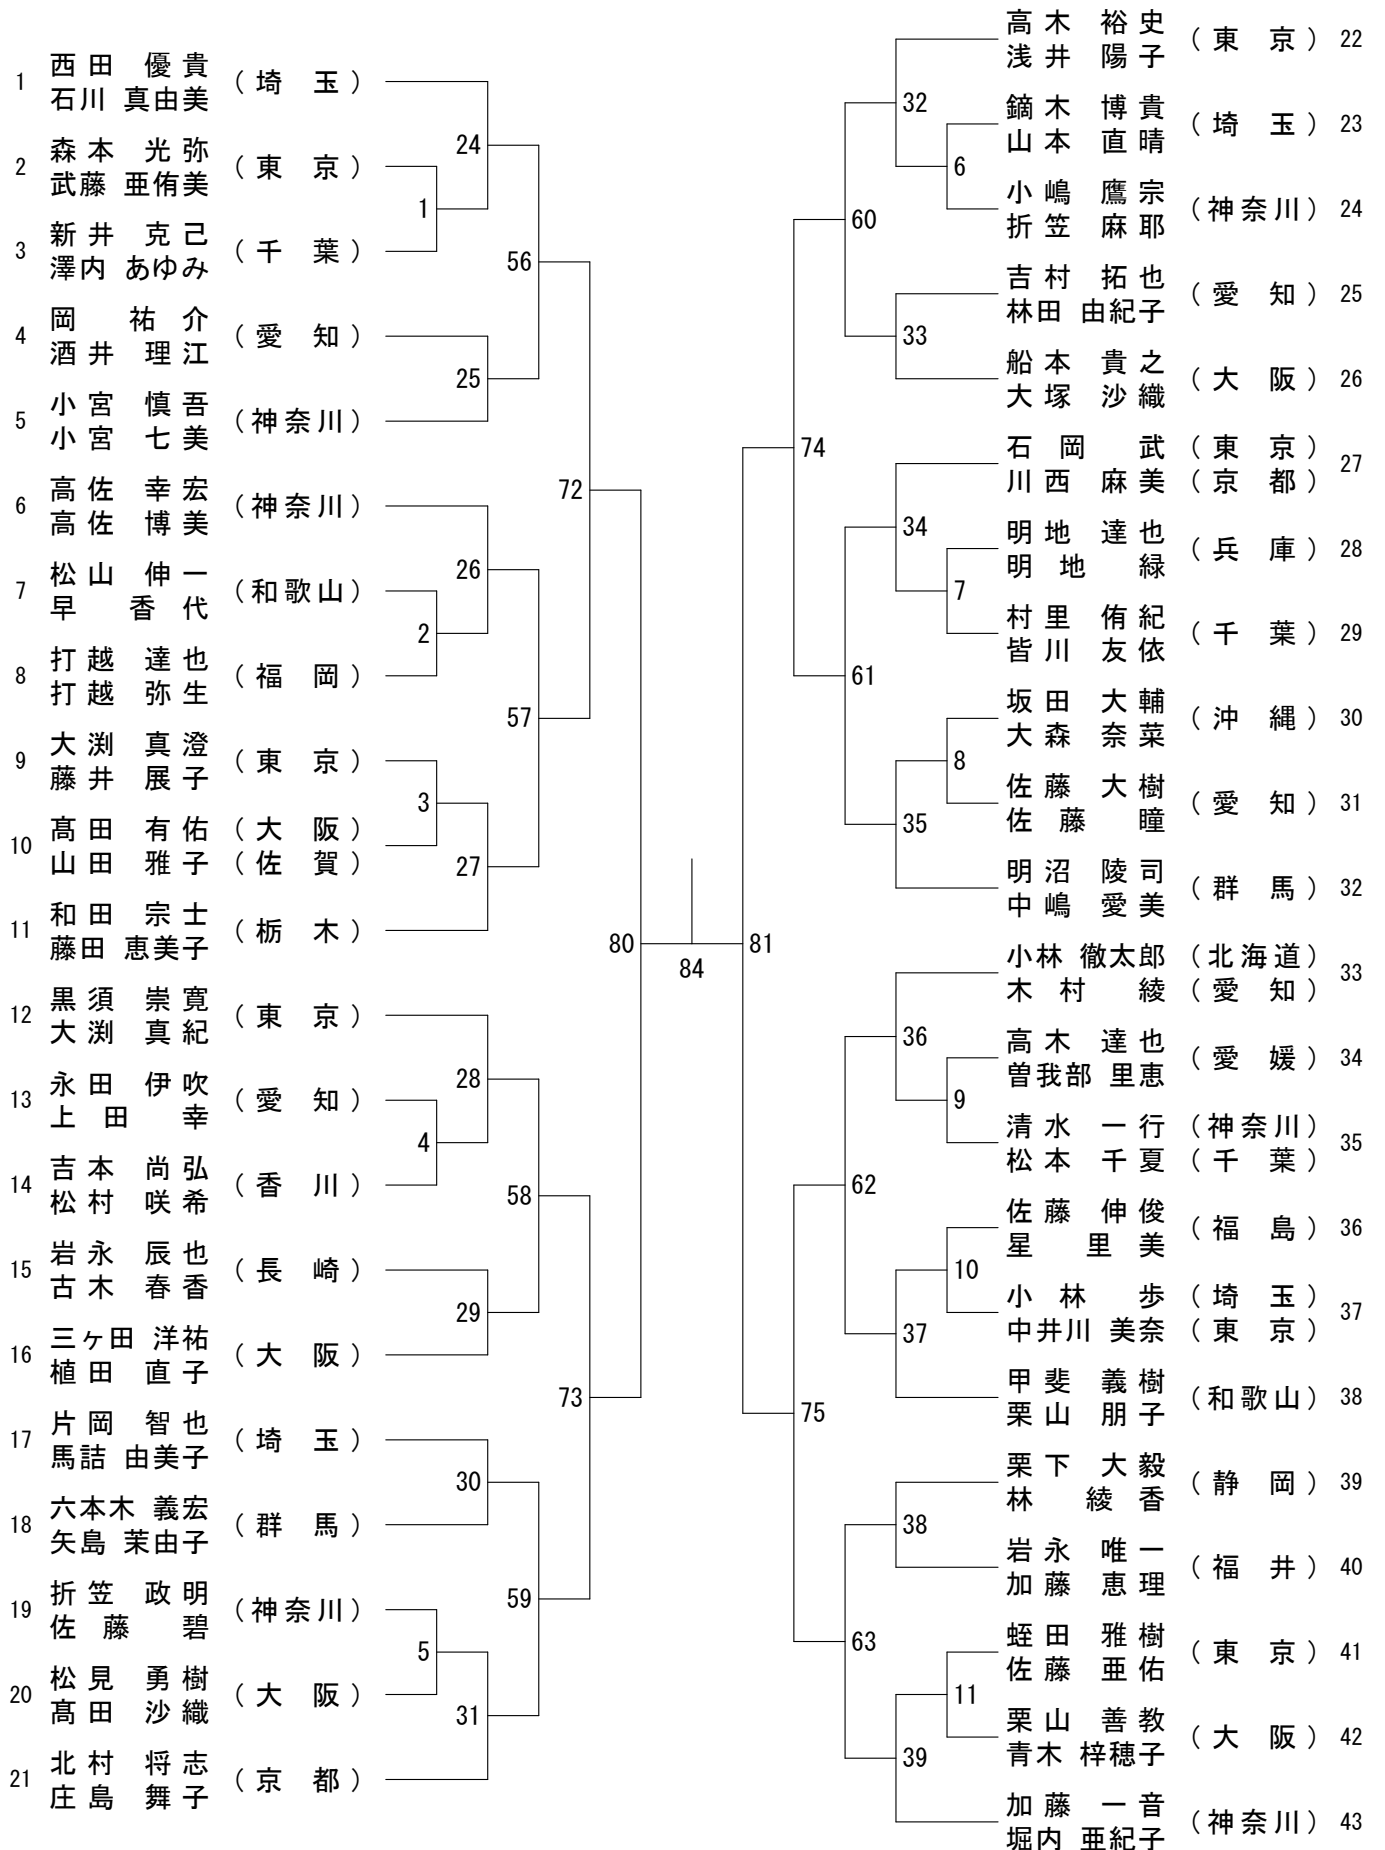 1 西田 優貴 (埼 玉)
石川 真由美
2 森本 光弥 (東 京)
武藤 亜侑美
3 新井 克己 (千 葉)
澤内 あゆみ
4 岡 祐介 (愛 知)
酒井 理江
5 小宮 慎吾 (神奈川)
小宮 七美
6 高佐 幸宏 (神奈川)
高佐 博美
7 松山 伸一 (和歌山)
早 香代
8 打越 達也 (福 岡)
打越 弥生
9 大渕 真澄 (東 京)
藤井 展子
10 髙田 有佑 (大 阪)
山田 雅子 (佐 賀)
11 和田 宗士 (栃 木)
藤田 恵美子
12 黒須 崇寛 (東 京)
大渕 真紀
13 永田 伊吹 (愛 知)
上田 幸
14 吉本 尚弘 (香 川)
松村 咲希
15 岩永 辰也 (長 崎)
古木 春香
16 三ヶ田 洋祐 (大 阪)
植田 直子
17 片岡 智也 (埼 玉)
馬詰 由美子
18 六本木 義宏 (群 馬)
矢島 茉由子
19 折笠 政明 (神奈川)
佐藤 碧
20 松見 勇樹 (大 阪)
髙田 沙織
21 北村 将志 (京 都)
庄島 舞子
24
1
56
25
72
26
2
57
3
27
80
28
4
58
29
73
30
59
5
31
84
81
32
6
60
33
74
34
7
61
8
35
36
9
62
10
37
75
38
63
11
39
高木 裕史 (東 京) 22
浅井 陽子
鏑木 博貴 (埼 玉) 23
山本 直晴
小嶋 鷹宗 (神奈川) 24
折笠 麻耶
吉村 拓也 (愛 知) 25
林田 由紀子
船本 貴之 (大 阪) 26
大塚 沙織
石岡 武 (東 京) 27
川西 麻美 (京 都)
明地 達也 (兵 庫) 28
明地 緑
村里 侑紀 (千 葉) 29
皆川 友依
坂田 大輔 (沖 縄) 30
大森 奈菜
佐藤 大樹 (愛 知) 31
佐藤 瞳
明沼 陵司 (群 馬) 32
中嶋 愛美
小林 徹太郎 (北海道) 33
木村 綾 (愛 知)
高木 達也 (愛 媛) 34
曽我部 里恵
清水 一行 (神奈川) 35
松本 千夏 (千 葉)
佐藤 伸俊 (福 島) 36
星 里美
小林 歩 (埼 玉) 37
中井川 美奈 (東 京)
甲斐 義樹 (和歌山) 38
栗山 朋子
栗下 大毅 (静 岡) 39
林 綾香
岩永 唯一 (福 井) 40
加藤 恵理
蛭田 雅樹 (東 京) 41
佐藤 亜佑
栗山 善教 (大 阪) 42
青木 梓穂子
加藤 一音 (神奈川) 43
堀内 亜紀子